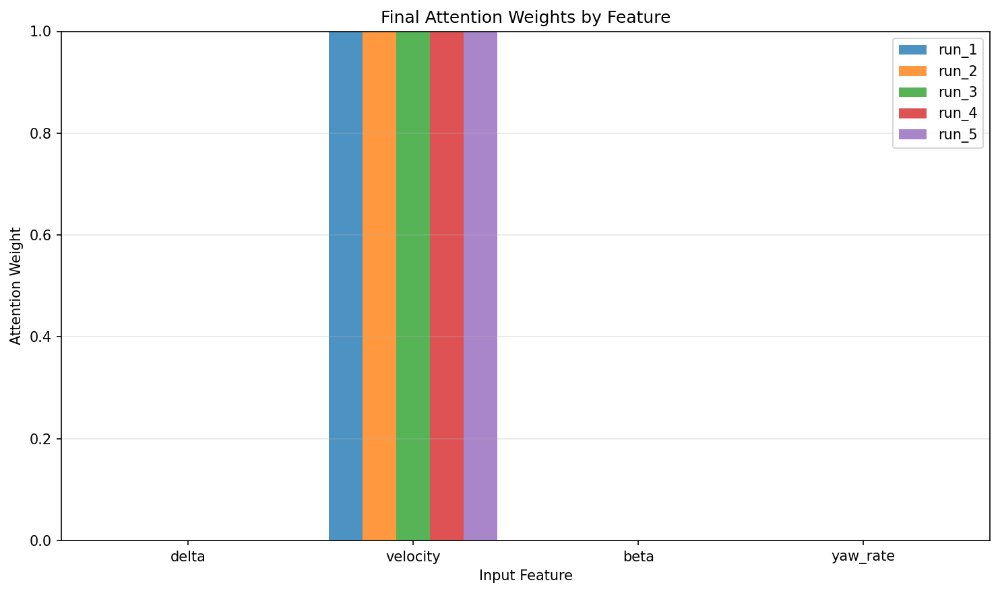 Final Attention Weights by Feature
1.0
0.8
0.6
0.4
0.2
0.0
Attention Weight
run_1
run_2
run_3
run_4
run_5
delta
velocity
beta
yaw_rate
Input Feature